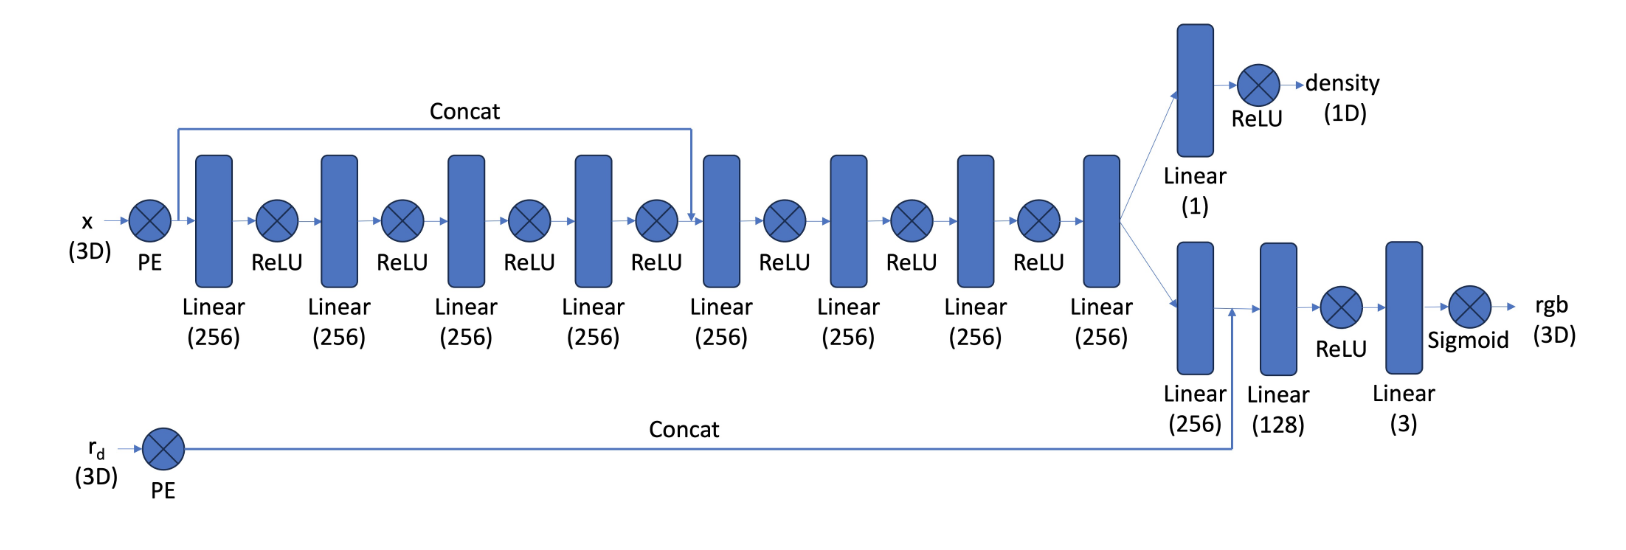 Concat
x
(3D)
PE
Linear
(256)
ReLU
Linear
(256)
ReLU
Linear
(256)
ReLU
Linear
(256)
ReLU
Linear
(256)
ReLU
Linear
(256)
ReLU
Linear
(256)
ReLU
Linear
(256)
Linear
(1)
ReLU
density
(1D)
Linear
(256)
Linear
(128)
ReLU
Linear
(3)
Sigmoid
rgb
(3D)
r_d
(3D)
PE
Concat